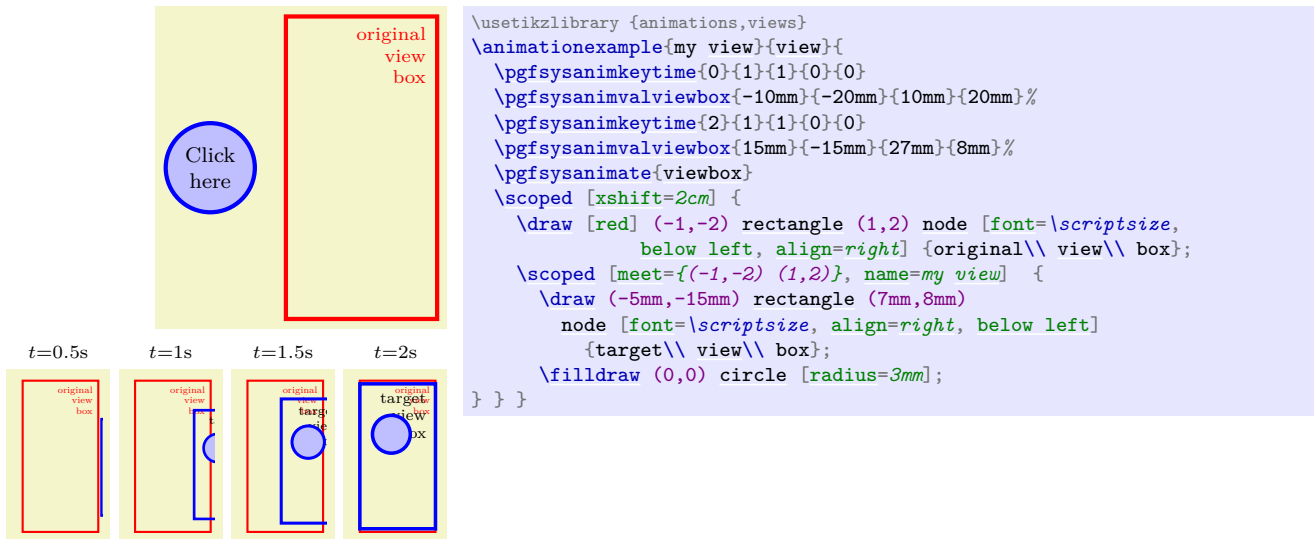 original
view
box
Click
here
t=0.5s
t=1s
t=1.5s
t=2s
original
view
box
original
view
box
t
original
view
box
targe
vie
original
view
box
target
view
box
\usetikzlibrary {animations,views}
\animationexample{my view}{view}{
\pgfsysanimkeytime{0}{1}{1}{0}{0}
\pgfsysanimvalviewbox{-10mm}{-20mm}{10mm}{20mm}%
\pgfsysanimkeytime{2}{1}{1}{0}{0}
\pgfsysanimvalviewbox{15mm}{-15mm}{27mm}{8mm}%
\pgfsysanimate{viewbox}
\scoped [xshift=2cm] {
\draw [red] (-1,-2) rectangle (1,2) node [font=\scriptsize,
below left, align=right] {original\\ view\\ box};
\scoped [meet={(-1,-2) (1,2)}, name=my view] {
\draw (-5mm,-15mm) rectangle (7mm,8mm)
node [font=\scriptsize, align=right, below left]
{target\\ view\\ box};
\filldraw (0,0) circle [radius=3mm];
} } }